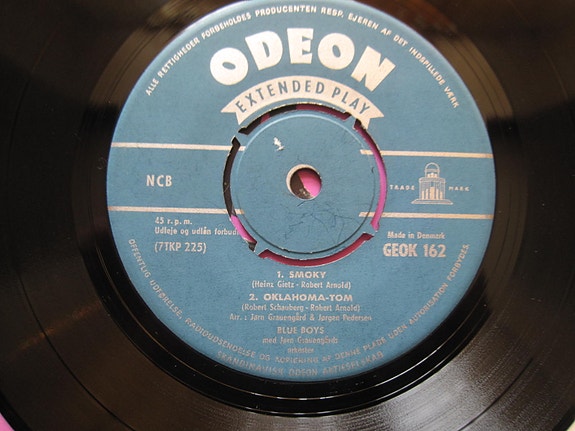 ALLE RETTIGHEDER FORBEHOLDES PRODUCENTEN RESP. EJEREN AF DET INDSPILLEDE VÆRK
ODEON
EXTENDED PLAY
NCB
TRADE MARK
45 r.p.m.
Udleje og udlån forbudt
(7TKP 225)
Made in Denmark
GEOK 162
1. SMOKY
(Heinz Gietz - Robert Arnold)
2. OKLAHOMA-TOM
(Robert Schauberg - Robert Arnold)
Arr.: Jørn Grauengård & Jørgen Pedersen
BLUE BOYS
med Jørn Grauengårds
orkester
OFFENTLIG UDFØRELSE, RADIOUDSENDELSE OG KOPIERING AF DENNE PLADE UDEN AUTORISATION FORBYDES
SKANDINAVISK ODEON AKTIESELSKAB